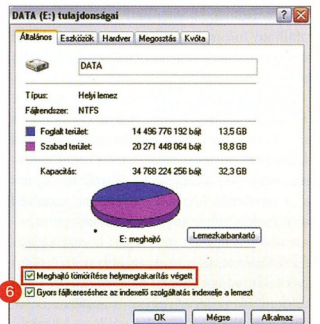 DATA (E:) tulajdonságai
Általános Eszközök Hardver Megosztás Kvóta
DATA
Típus: Helyi lemez
Fájlrendszer: NTFS
Foglalt terület: 14 496 776 192 bájt 13,5 GB
Szabad terület: 20 271 448 064 bájt 18,8 GB
Kapacitás: 34 768 224 256 bájt 32,3 GB
E: meghajtó
Lemezkarbantartó
Meghajtó tömörítése helymegtakarítás végett
6 Gyors fájlkereséshez az indexelő szolgáltatás indexelje a lemezt
OK Mégse Alkalmaz